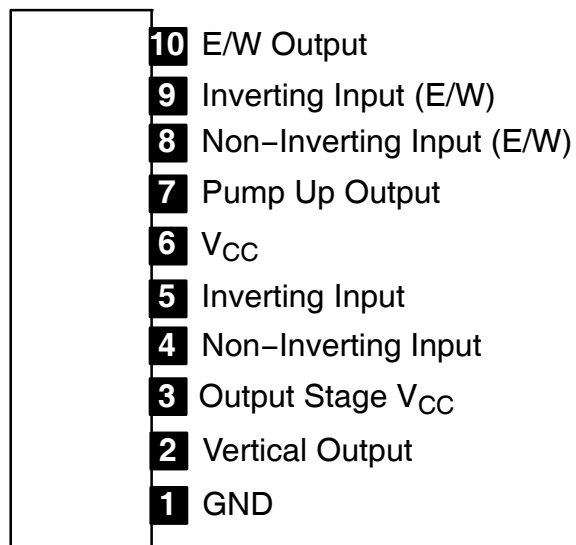 10 E/W Output
9 Inverting Input (E/W)
8 Non−Inverting Input (E/W)
7 Pump Up Output
6 VCC
5 Inverting Input
4 Non−Inverting Input
3 Output Stage VCC
2 Vertical Output
1 GND